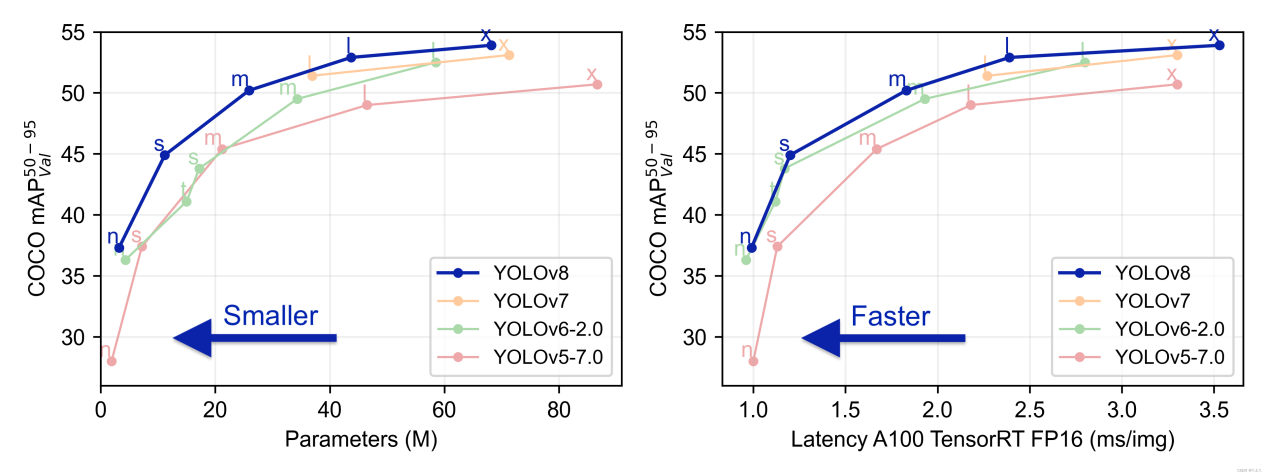 55
50
45
40
35
30
COCO mAP50−95Val
n
s
m
l
x
l
x
n
t
s
m
l
n
s
m
l
x
Smaller
YOLOv8
YOLOv7
YOLOv6-2.0
YOLOv5-7.0
0 20 40 60 80
Parameters (M)
55
50
45
40
35
30
COCO mAP50−95Val
n
s
m
l
x
l
x
n
t
s
m
l
n
s
m
l
x
Faster
YOLOv8
YOLOv7
YOLOv6-2.0
YOLOv5-7.0
1.0 1.5 2.0 2.5 3.0 3.5
Latency A100 TensorRT FP16 (ms/img)